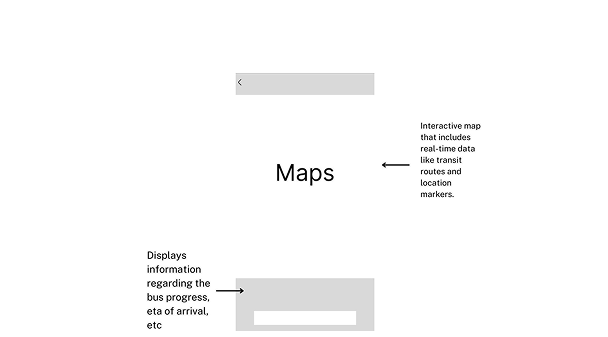 Interactive map
that includes
real-time data
like transit
routes and
location
markers.
Maps
Displays
information
regarding the
bus progress,
eta of arrival,
etc